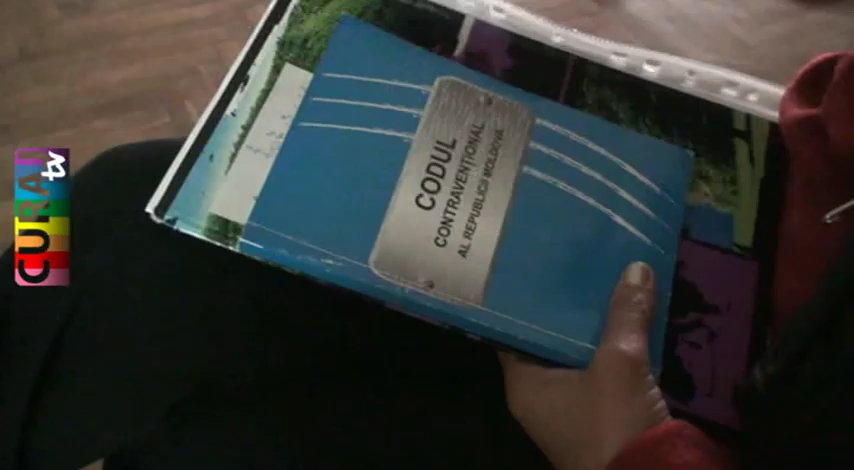 CODUL
CONTRAVENȚIONAL
AL REPUBLICII MOLDOVA
CURAJ
tv